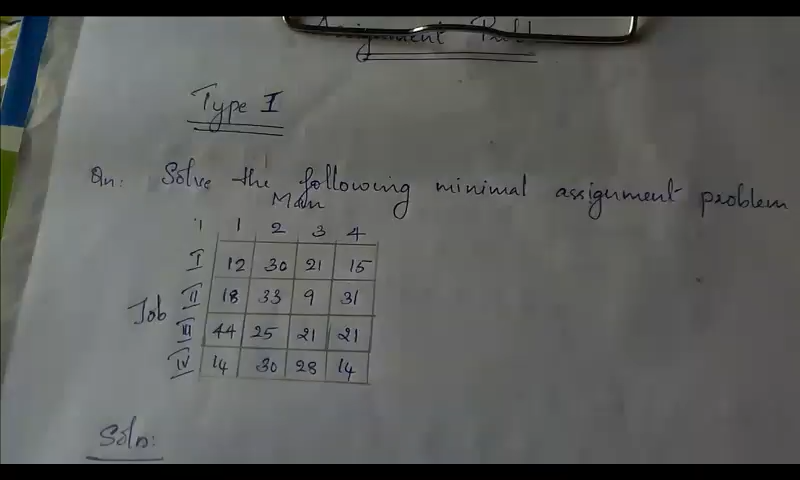 Assignment
Type I
Qn: Solve the following minimal assignment problem
Man
1 2 3 4
I 12 30 21 15
Job II 18 33 9 31
III 44 25 21 21
IV 14 30 28 14
Soln: